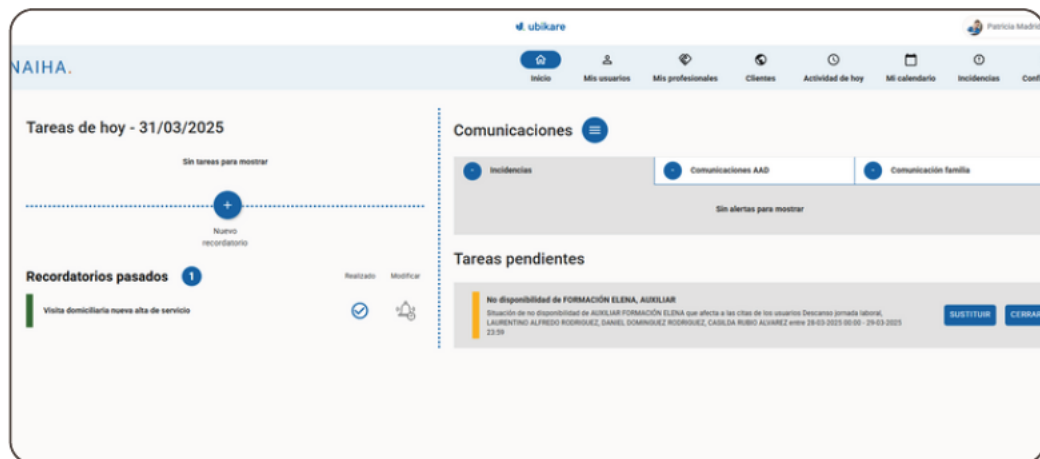 ubikare
Patricia Madrid
NAIHA.
Inicio
Mis usuarios
Mis profesionales
Clientes
Actividad de hoy
Mi calendario
Incidencias
Conf
Tareas de hoy - 31/03/2025
Sin tareas para mostrar
+
Nuevo
recordatorio
Recordatorios pasados 1
Realizado
Modificar
Visita domiciliaria nueva alta de servicio
Comunicaciones
- Incidencias
- Comunicaciones AAD
- Comunicación familia
Sin alertas para mostrar
Tareas pendientes
No disponibilidad de FORMACIÓN ELENA, AUXILIAR
Situación de no disponibilidad de AUXILIAR FORMACIÓN ELENA que afecta a las citas de los usuarios Descanso jornada laboral,
LAURENTINO ALFREDO RODRIGUEZ, DANIEL DOMINGUEZ RODRIGUEZ, CASILDA RUBIO ALVAREZ entre 28-03-2025 00:00 - 29-03-2025
23:59
SUSTITUIR
CERRAR